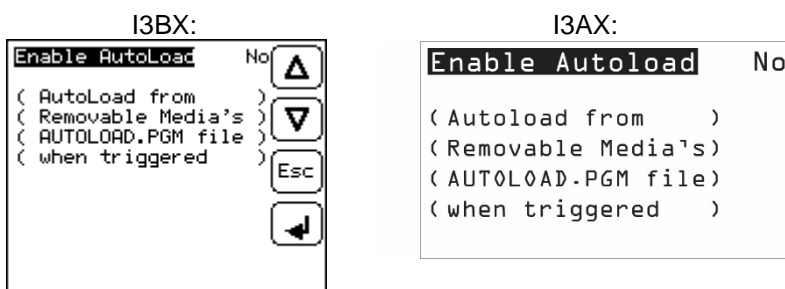 I3BX:
Enable AutoLoad No
( AutoLoad from )
( Removable Media's )
( AUTOLOAD.PGM file )
( when triggered )
Esc
I3AX:
Enable Autoload No
(Autoload from )
(Removable Media's)
(AUTOLOAD.PGM file)
(when triggered )